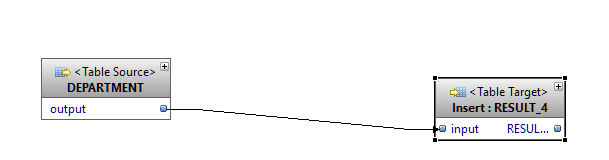 <Table Source>
DEPARTMENT
output
<Table Target>
Insert : RESULT_4
input RESUL...